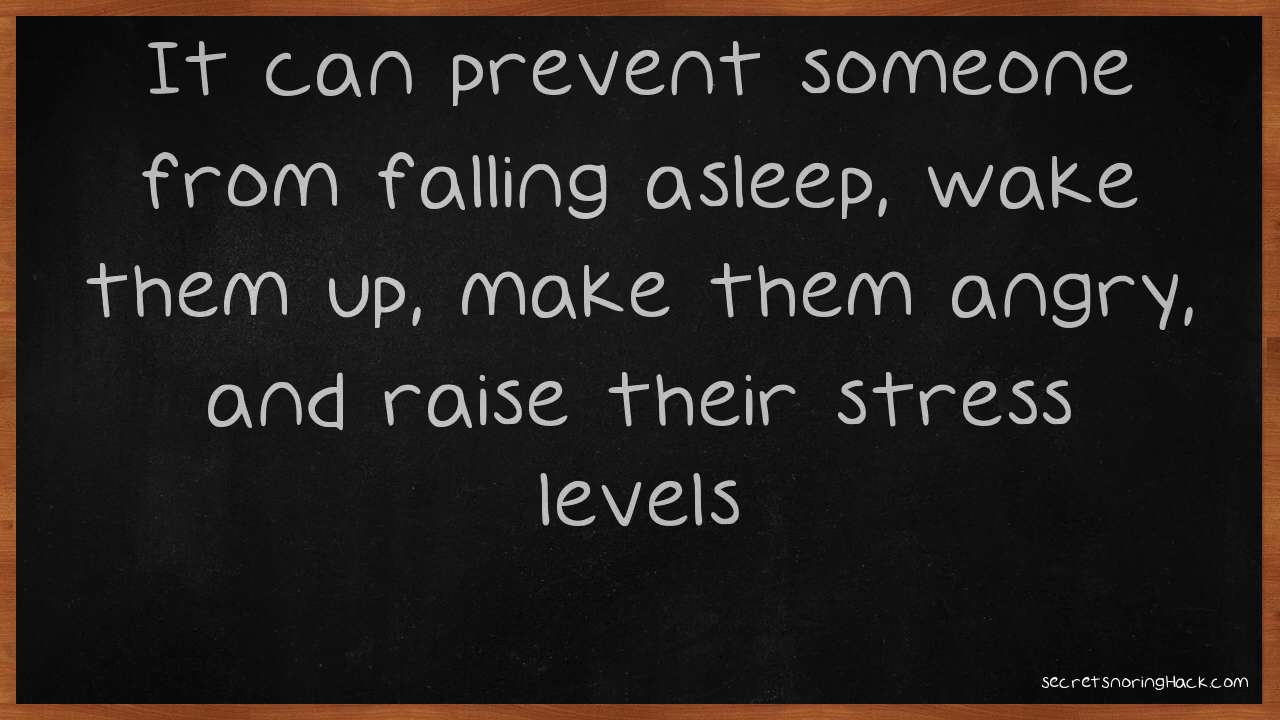 It can prevent someone
from falling asleep, wake
them up, make them angry,
and raise their stress
levels
secretsnoringHack.com